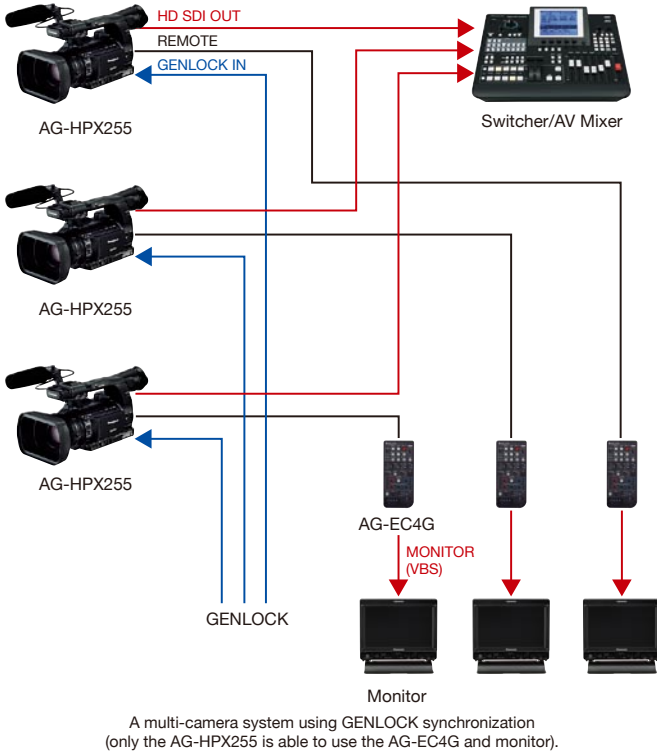 HD SDI OUT
REMOTE
GENLOCK IN
AG-HPX255
Switcher/AV Mixer
AG-HPX255
AG-HPX255
AG-EC4G
MONITOR
(VBS)
GENLOCK
Monitor
A multi-camera system using GENLOCK synchronization
(only the AG-HPX255 is able to use the AG-EC4G and monitor).